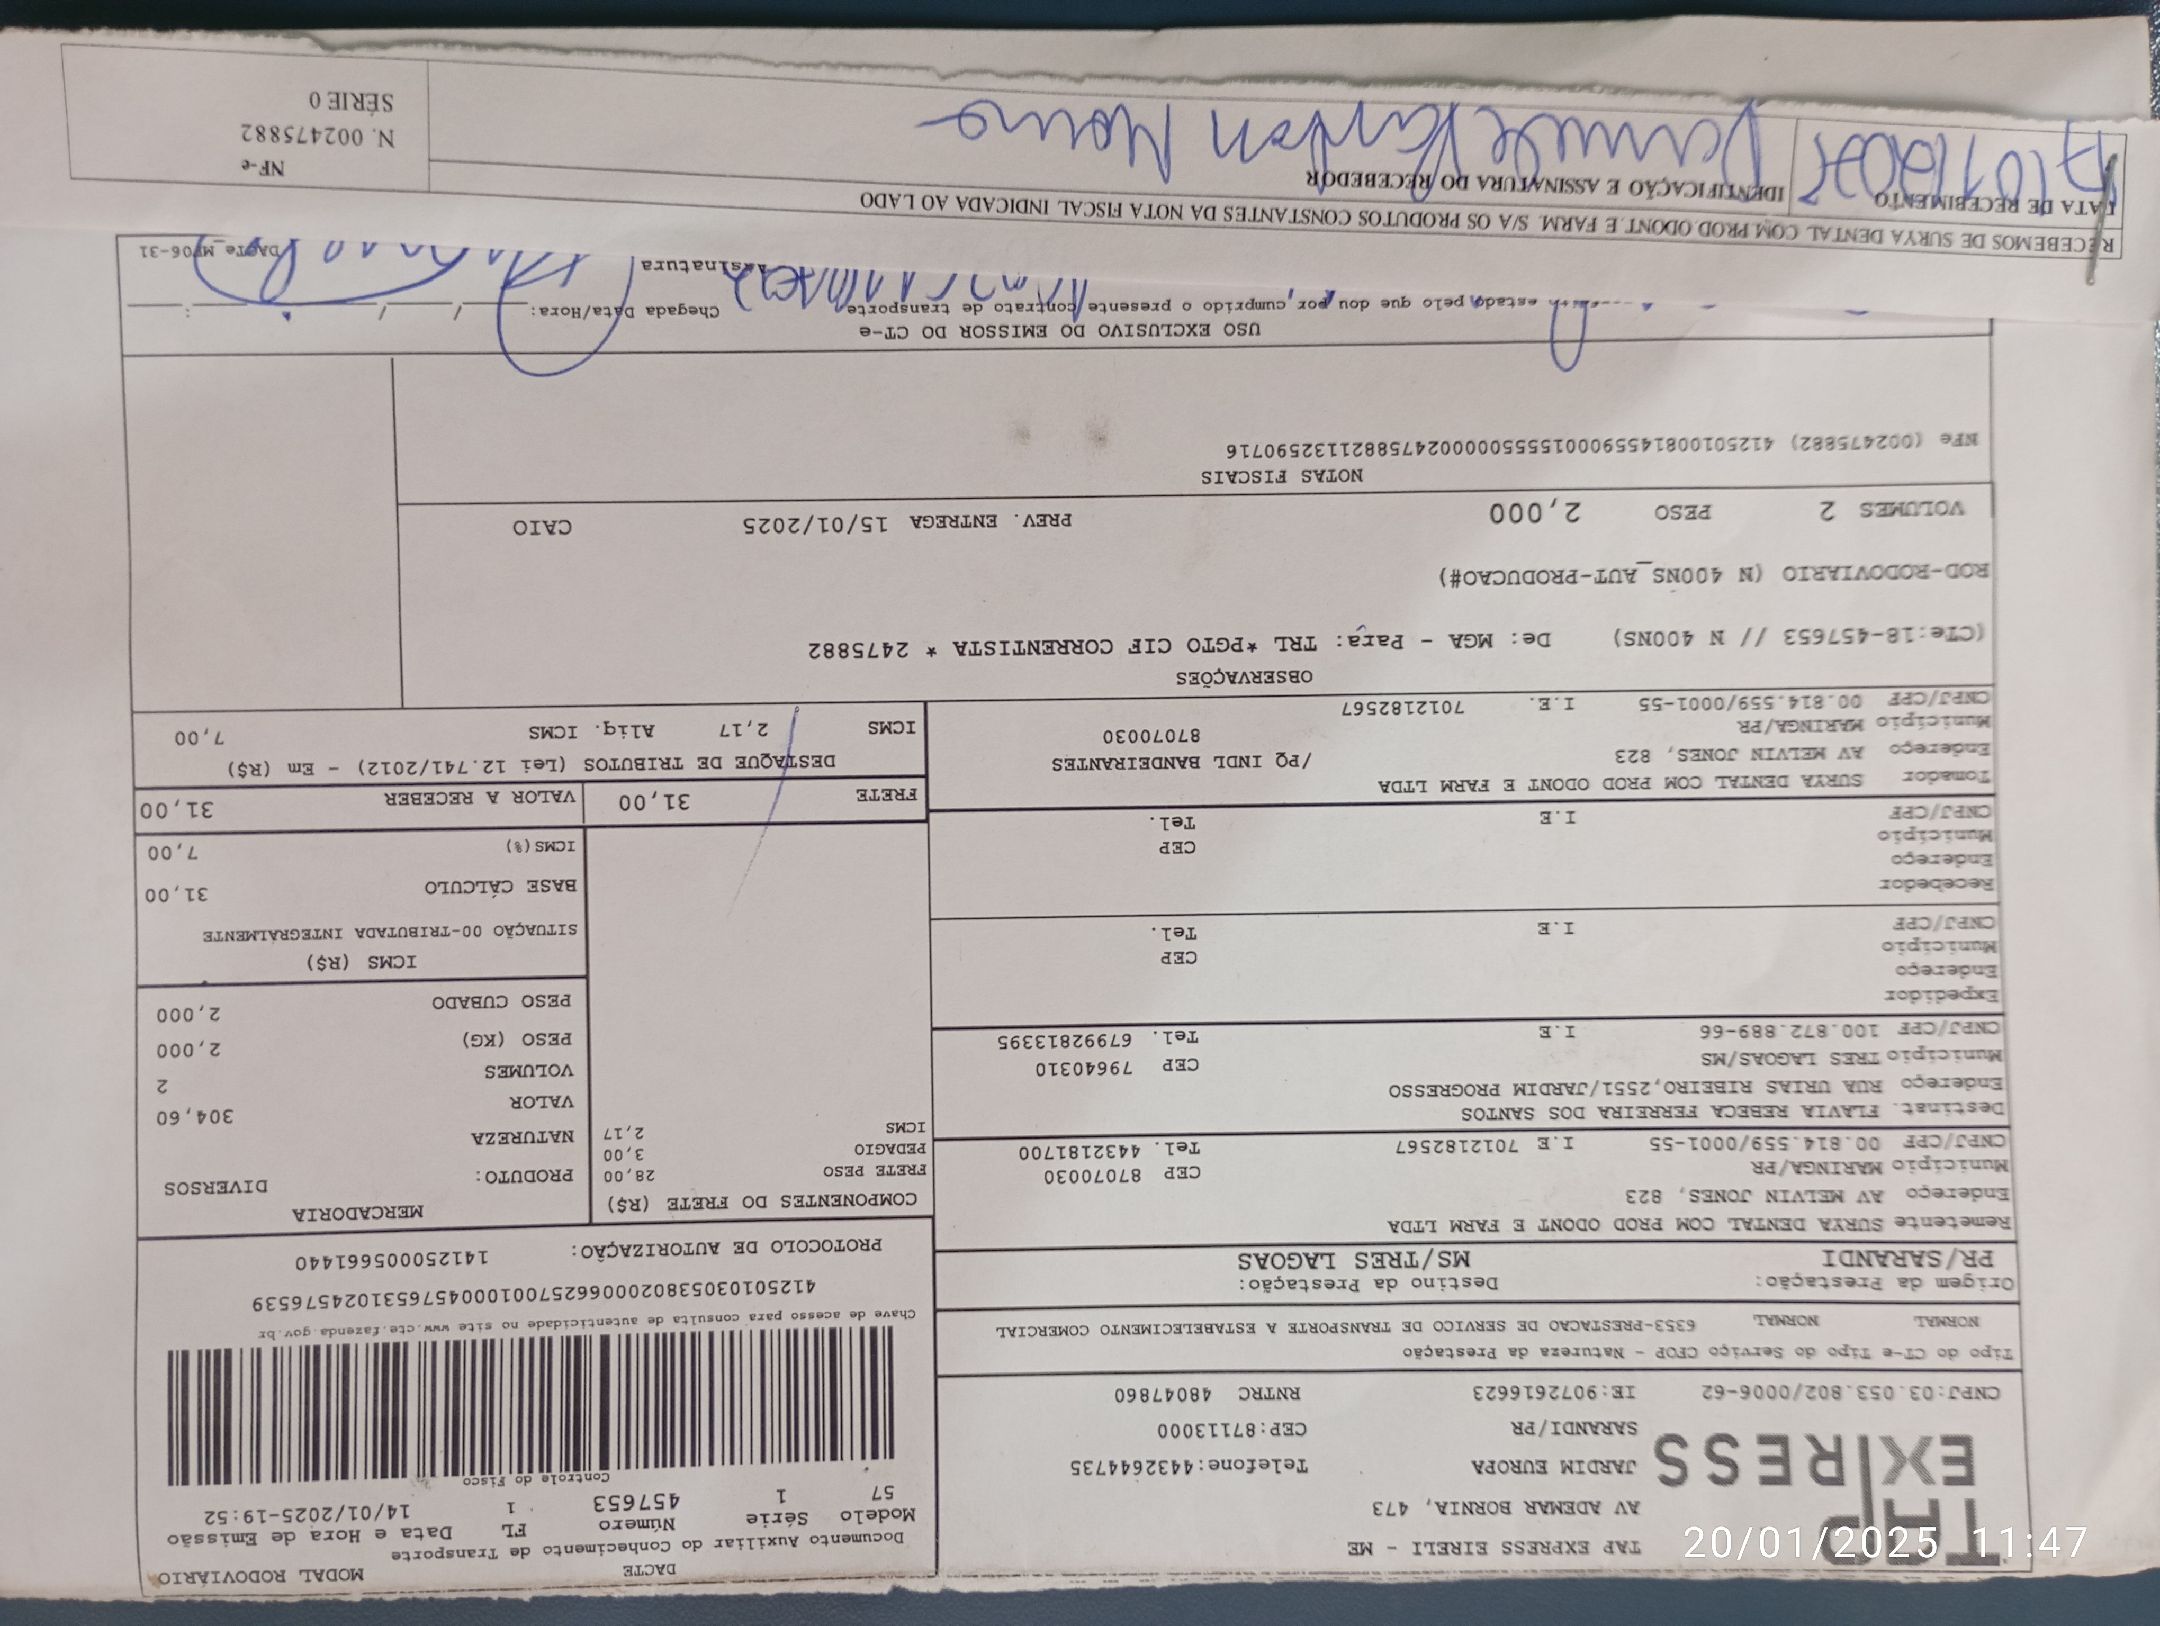 TAP EXPRESS
TAP EXPRESS EIRELI - ME
AV ADEMAR BORNIA, 473
JARDIM EUROPA Telefone:4432644735
SARANDI/PR CEP:87113000
CNPJ:03.053.802/0006-62 IE:9072616623 RNTRC 48047860
DACTE MODAL RODOVIÁRIO
Documento Auxiliar do Conhecimento de Transporte
Modelo Série Número FL Data e Hora de Emissão
57 1 457653 1 14/01/2025-19:52
Controle do Fisco
Chave de acesso para consulta de autenticidade no site www.cte.fazenda.gov.br
41250103053802000662570010004576531024576539
PROTOCOLO DE AUTORIZAÇÃO: 141250005661440
Tipo do CT-e Tipo do Serviço CFOP - Natureza da Prestação
NORMAL NORMAL 6353-PRESTACAO DE SERVICO DE TRANSPORTE A ESTABELECIMENTO COMERCIAL
Origem da Prestação: Destino da Prestação:
PR/SARANDI MS/TRES LAGOAS
Remetente SURYA DENTAL COM PROD ODONT E FARM LTDA
Endereço AV MELVIN JONES, 823
Município MARINGA/PR CEP 87070030
CNPJ/CPF 00.814.559/0001-55 I.E 7012182567 Tel. 4432181700
Destinat. FLAVIA REBECA FERREIRA DOS SANTOS
Endereço RUA URIAS RIBEIRO,2551/JARDIM PROGRESSO
Município TRES LAGOAS/MS CEP 79640310
CNPJ/CPF 100.872.889-66 I.E Tel. 67992813395
Expedidor
Endereço
Município CEP
CNPJ/CPF I.E Tel.
Recebedor
Endereço
Município CEP
CNPJ/CPF I.E Tel.
Tomador SURYA DENTAL COM PROD ODONT E FARM LTDA
Endereço AV MELVIN JONES, 823 /PQ INDL BANDEIRANTES
Município MARINGA/PR 87070030
CNPJ/CPF 00.814.559/0001-55 I.E. 7012182567
COMPONENTES DO FRETE (R$)
FRETE PESO 28,00
PEDAGIO 3,00
ICMS 2,17
MERCADORIA
PRODUTO: DIVERSOS
NATUREZA
VALOR 304,60
VOLUMES 2
PESO (KG) 2,000
PESO CUBADO 2,000
ICMS (R$)
SITUAÇÃO 00-TRIBUTADA INTEGRALMENTE
BASE CÁLCULO 31,00
ICMS(%) 7,00
FRETE 31,00 VALOR A RECEBER 31,00
DESTAQUE DE TRIBUTOS (Lei 12.741/2012) - Em (R$)
ICMS 2,17 Aliq. ICMS 7,00
OBSERVAÇÕES
(CTe:18-457653 // N 400NS) De: MGA - Para: TRL *PGTO CIF CORRENTISTA * 2475882
ROD-RODOVIARIO (N 400NS_AUT-PRODUCAO#)
VOLUMES 2 PESO 2,000 PREV. ENTREGA 15/01/2025 CAIO
NOTAS FISCAIS
NFe (002475882) 41250100814559000155550000024758821132590716
USO EXCLUSIVO DO EMISSOR DO CT-e
estado, pelo que dou por cumprido o presente contrato de transporte Chegada Data/Hora: / / :
Assinatura
DACTe_MF06-31
RECEBEMOS DE SURYA DENTAL COM.PROD.ODONT.E FARM. S/A OS PRODUTOS CONSTANTES DA NOTA FISCAL INDICADA AO LADO
DATA DE RECEBIMENTO IDENTIFICAÇÃO E ASSINATURA DO RECEBEDOR
NF-e
N. 002475882
SÉRIE 0
20/01/2025 11:47